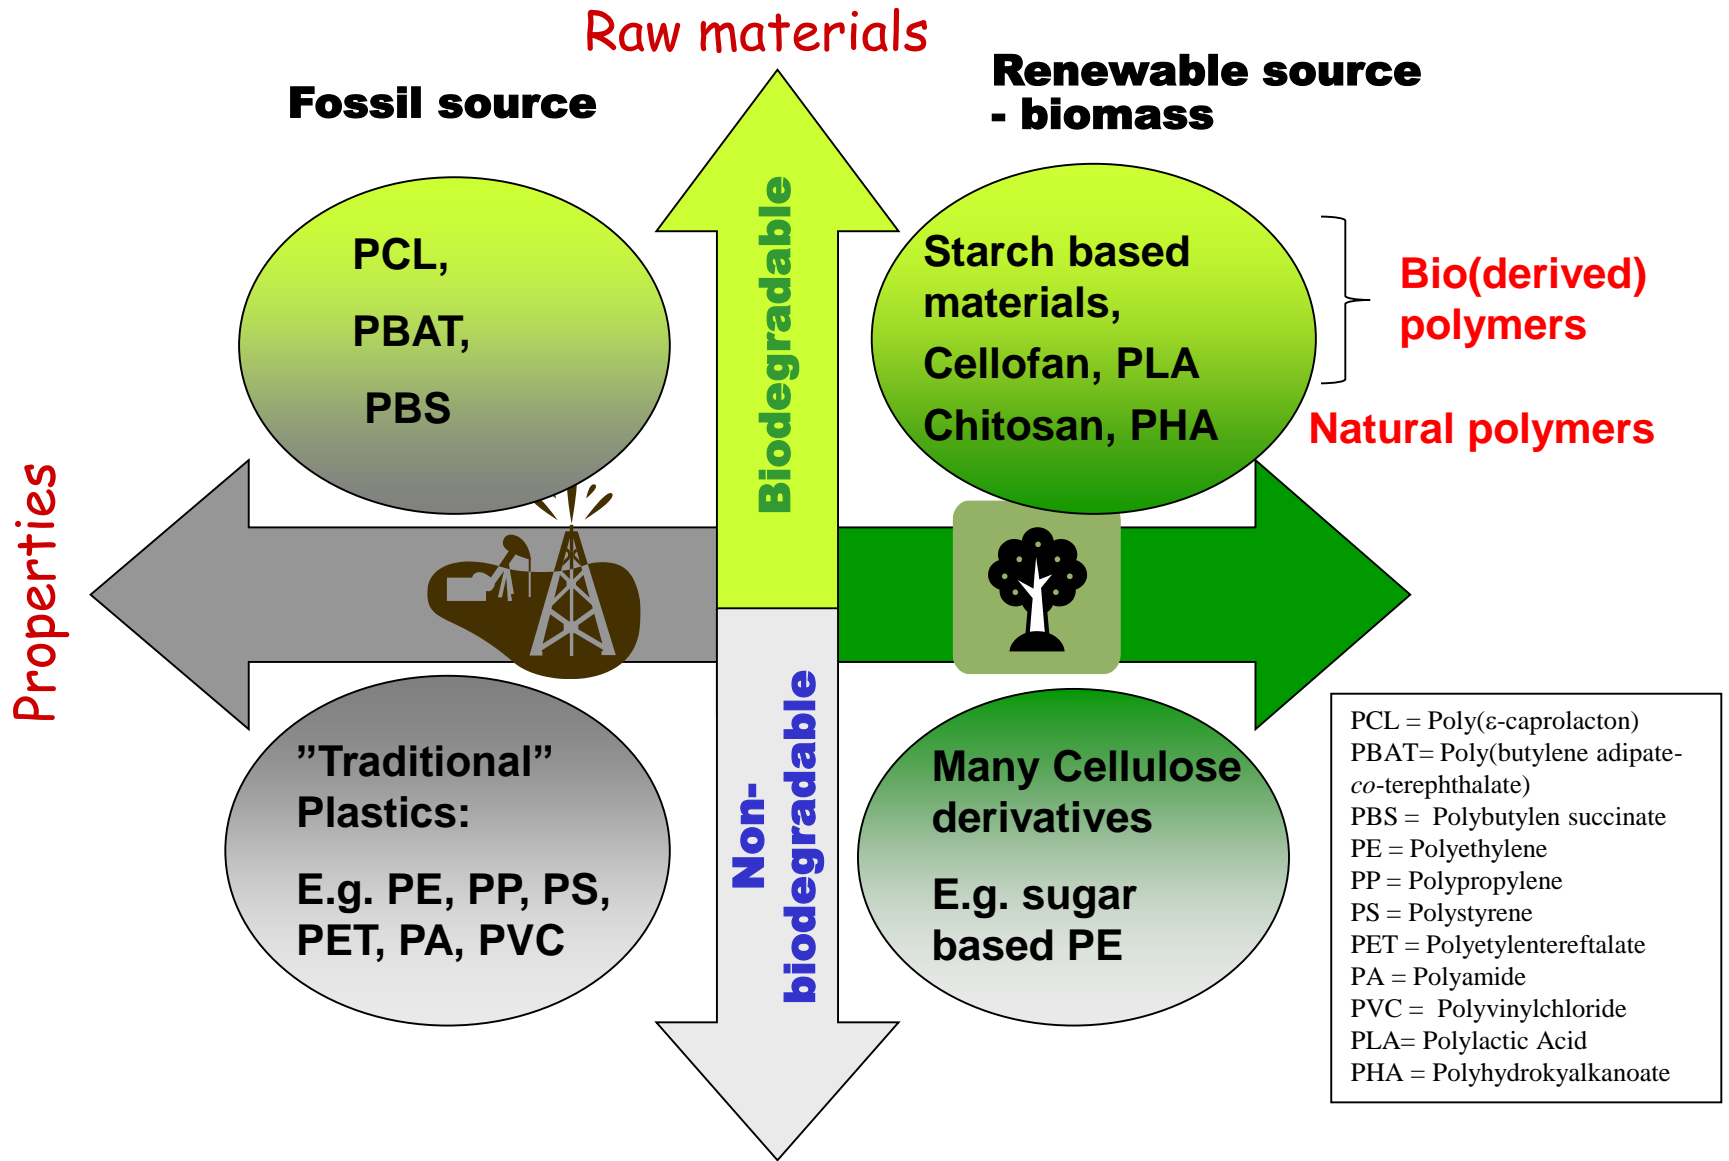 Raw materials
Fossil source
Renewable source
- biomass
PCL,
PBAT,
PBS
Biodegradable
Starch based
materials,
Cellofan, PLA
Chitosan, PHA
Bio(derived)
polymers
Natural polymers
Properties
”Traditional”
Plastics:
E.g. PE, PP, PS,
PET, PA, PVC
Non-
biodegradable
Many Cellulose
derivatives
E.g. sugar
based PE
PCL = Poly(ε-caprolacton)
PBAT= Poly(butylene adipate-
co-terephthalate)
PBS =  Polybutylen succinate
PE = Polyethylene
PP = Polypropylene
PS = Polystyrene
PET = Polyetylentereftalate
PA = Polyamide
PVC =  Polyvinylchloride
PLA= Polylactic Acid
PHA = Polyhydrokyalkanoate